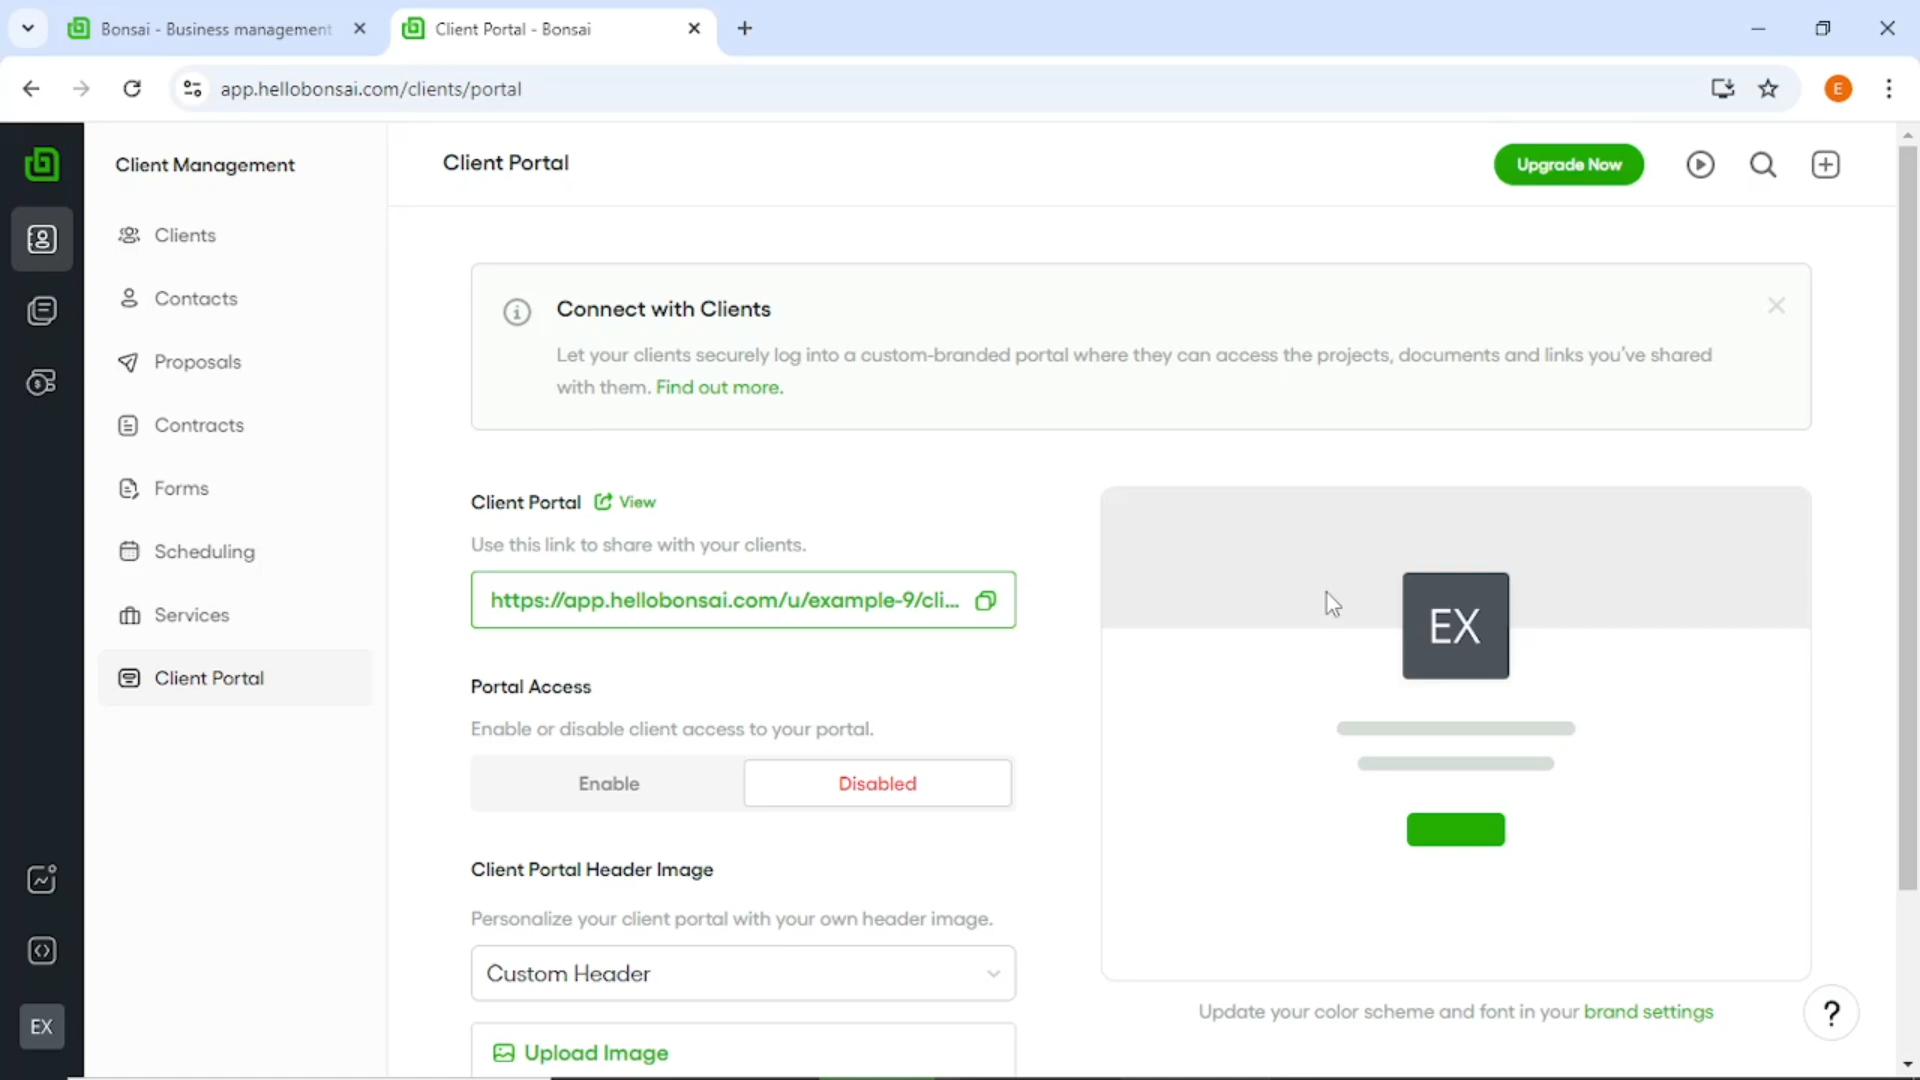 Bonsai - Business management
Client Portal - Bonsai
app.hellobonsai.com/clients/portal
E
Client Management
Clients
Contacts
Proposals
Contracts
Forms
Scheduling
Services
Client Portal
EX
Client Portal
Upgrade Now
Connect with Clients
Let your clients securely log into a custom-branded portal where they can access the projects, documents and links you've shared
with them. Find out more.
Client Portal View
Use this link to share with your clients.
https://app.hellobonsai.com/u/example-9/cli...
Portal Access
Enable or disable client access to your portal.
Enable Disabled
Client Portal Header Image
Personalize your client portal with your own header image.
Custom Header
Upload Image
EX
Update your color scheme and font in your brand settings
?